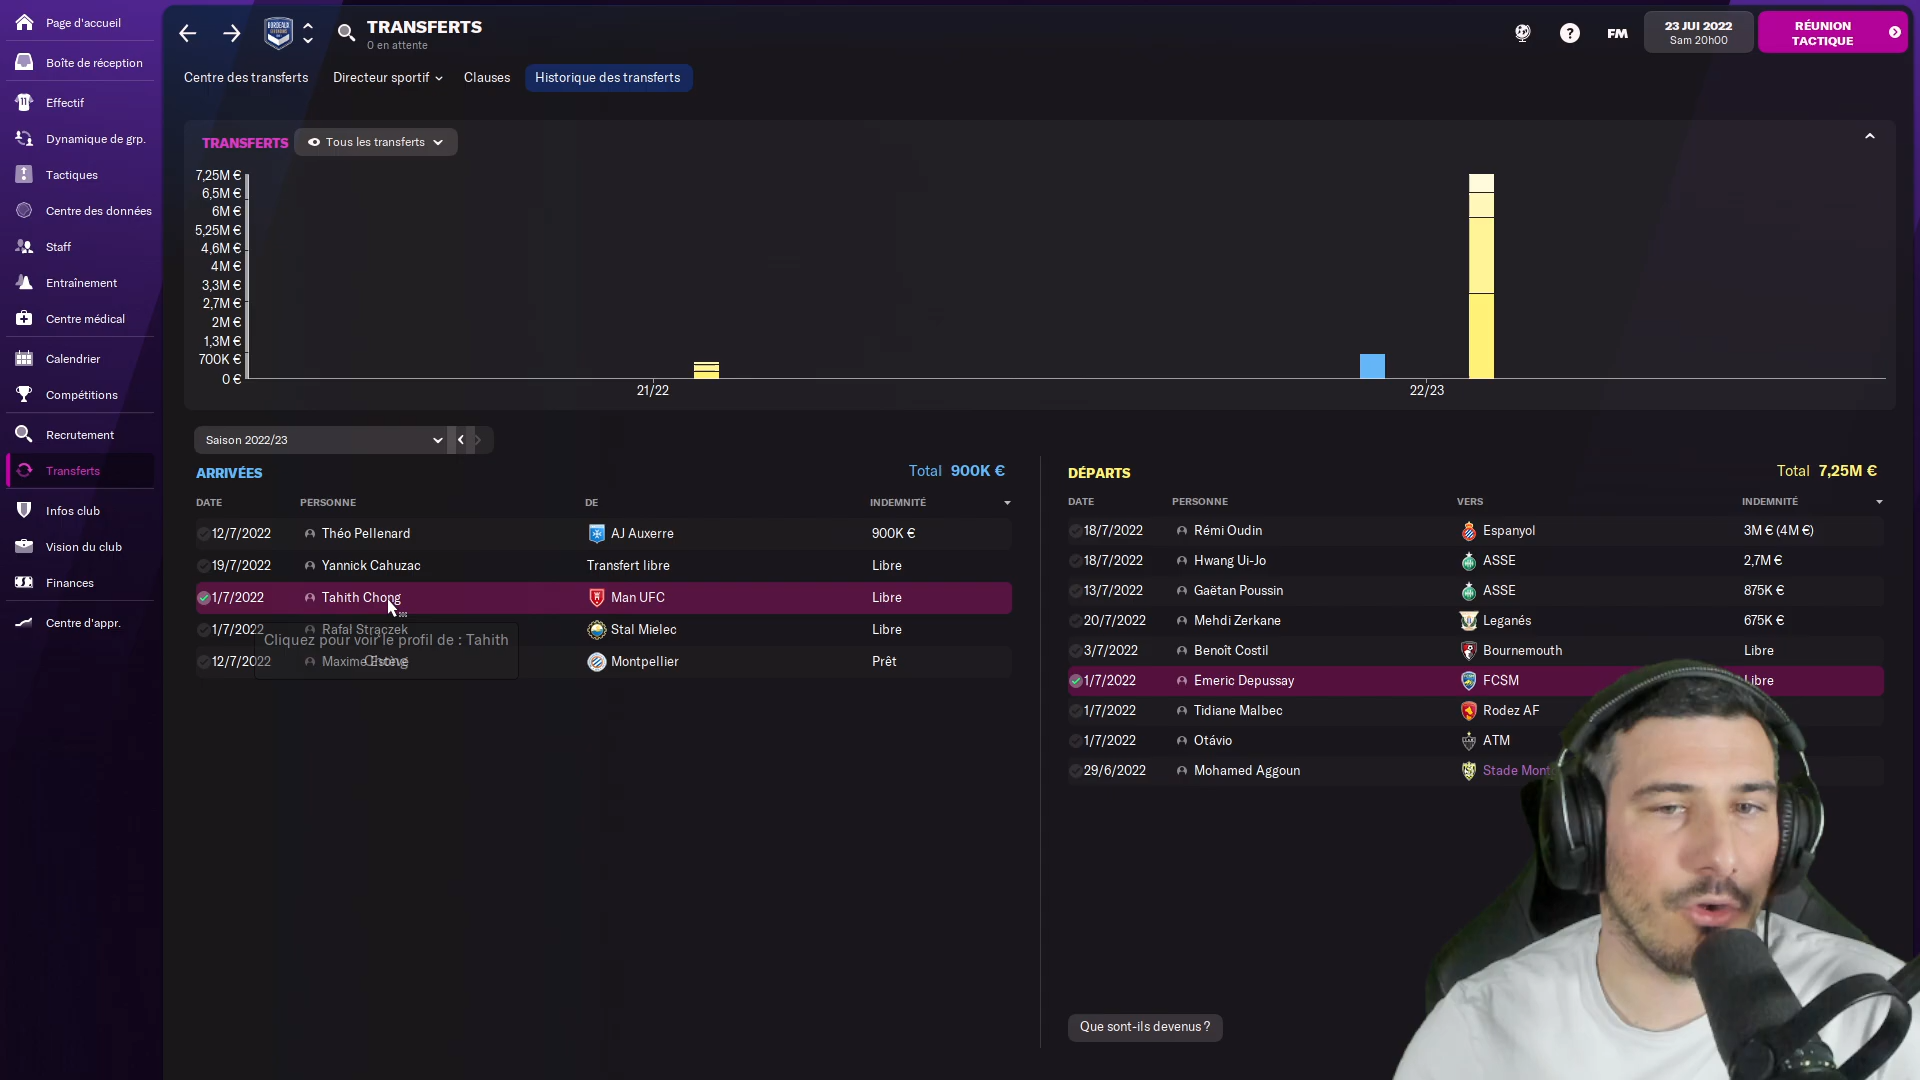 Page d'accueil
Boîte de réception
Effectif
Dynamique de grp.
Tactiques
Centre des données
Staff
Entraînement
Centre médical
Calendrier
Compétitions
Recrutement
Transferts
Infos club
Vision du club
Finances
Centre d'appr.
TRANSFERTS
0 en attente
FM
23 JUI 2022
Sam 20h00
RÉUNION
TACTIQUE
Centre des transferts
Directeur sportif
Clauses
Historique des transferts
TRANSFERTS
Tous les transferts
7,25M €
6,5M €
6M €
5,25M €
4,6M €
4M €
3,3M €
2,7M €
2M €
1,3M €
700K €
0 €
21/22
22/23
Saison 2022/23
ARRIVÉES
Total 900K €
DATE PERSONNE DE INDEMNITÉ
12/7/2022 Théo Pellenard AJ Auxerre 900K €
19/7/2022 Yannick Cahuzac Transfert libre Libre
1/7/2022 Tahith Chong Man UFC Libre
1/7/2022 Rafał Strączek Stal Mielec Libre
12/7/2022 Maxime Estève Montpellier Prêt
Cliquez pour voir le profil de : Tahith
Chong
DÉPARTS
Total 7,25M €
DATE PERSONNE VERS INDEMNITÉ
18/7/2022 Rémi Oudin Espanyol 3M € (4M €)
18/7/2022 Hwang Ui-Jo ASSE 2,7M €
13/7/2022 Gaëtan Poussin ASSE 875K €
20/7/2022 Mehdi Zerkane Leganés 675K €
3/7/2022 Benoît Costil Bournemouth Libre
1/7/2022 Emeric Depussay FCSM Libre
1/7/2022 Tidiane Malbec Rodez AF
1/7/2022 Otávio ATM
29/6/2022 Mohamed Aggoun Stade Mont
Que sont-ils devenus ?